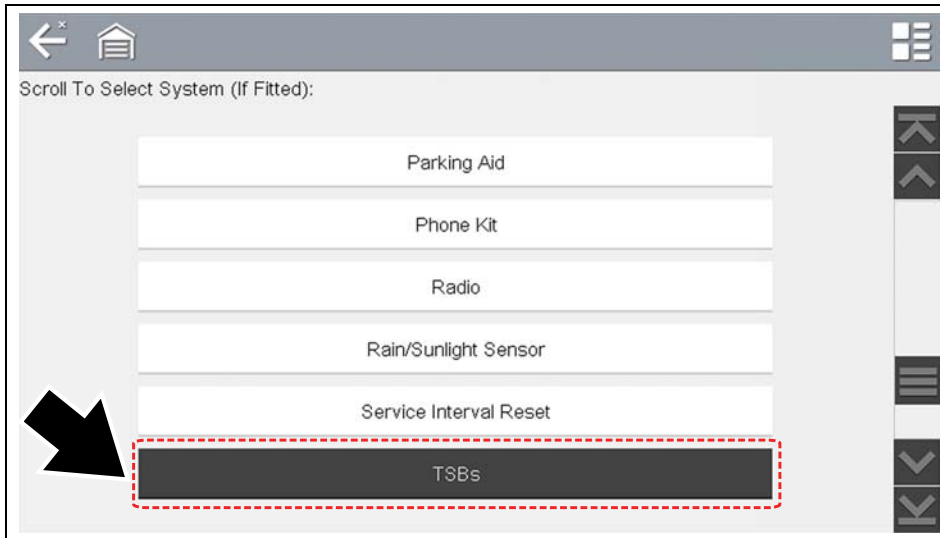 Scroll To Select System (If Fitted):
Parking Aid
Phone Kit
Radio
Rain/Sunlight Sensor
Service Interval Reset
TSBs